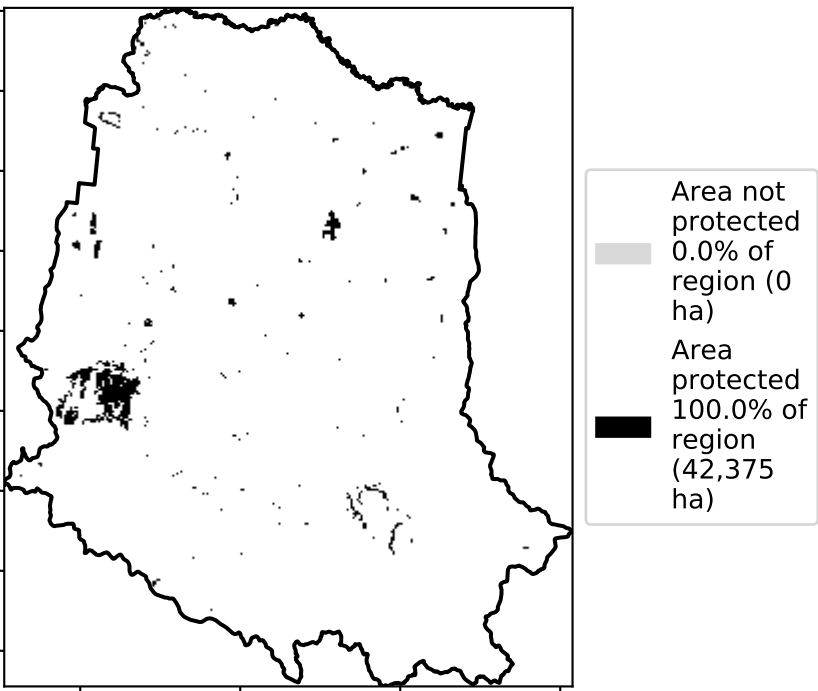 Area not
protected
0.0% of
region (0
ha)
Area
protected
100.0% of
region
(42,375
ha)